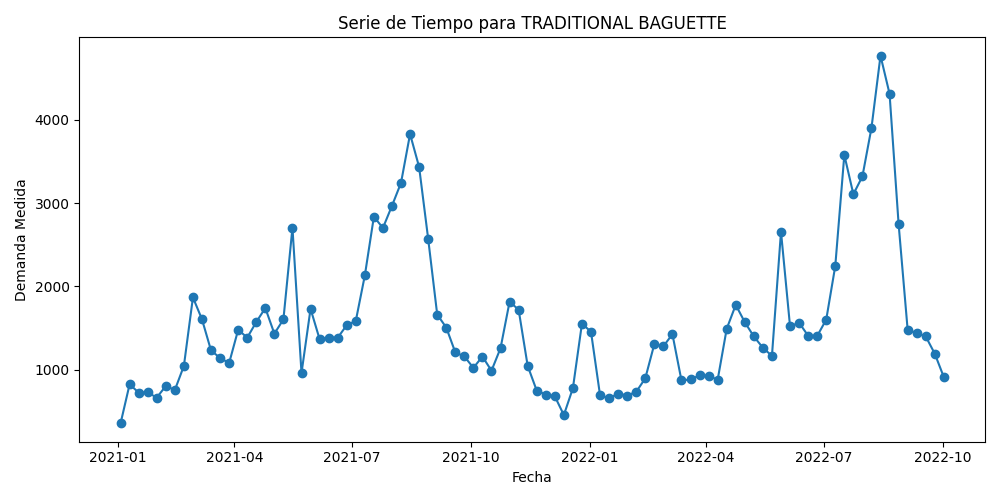 Serie de Tiempo para TRADITIONAL BAGUETTE
Demanda Medida
4000
3000
2000
1000
2021-01 2021-04 2021-07 2021-10 2022-01 2022-04 2022-07 2022-10
Fecha